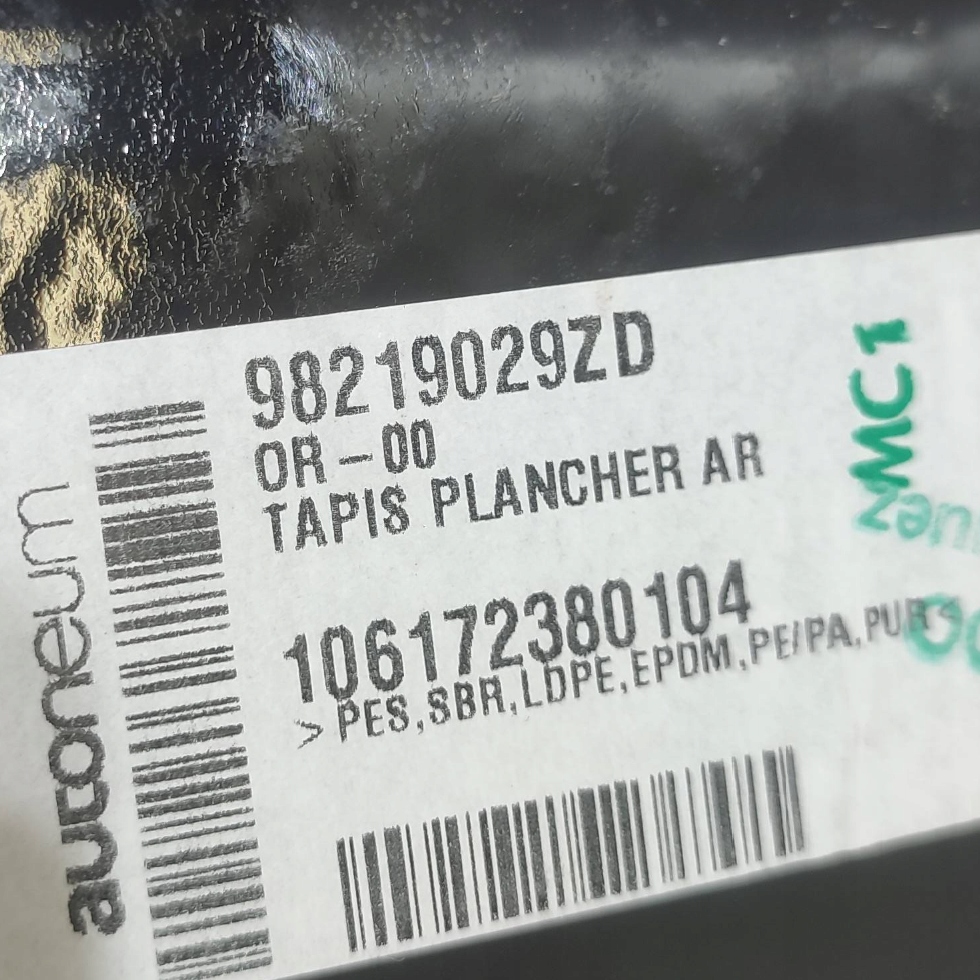 98219029ZD
OR-00
TAPIS PLANCHER AR
106172380104
>PES,SBR,LDPE,EPDM,PE/PA,PUR<
autoneum
MC1